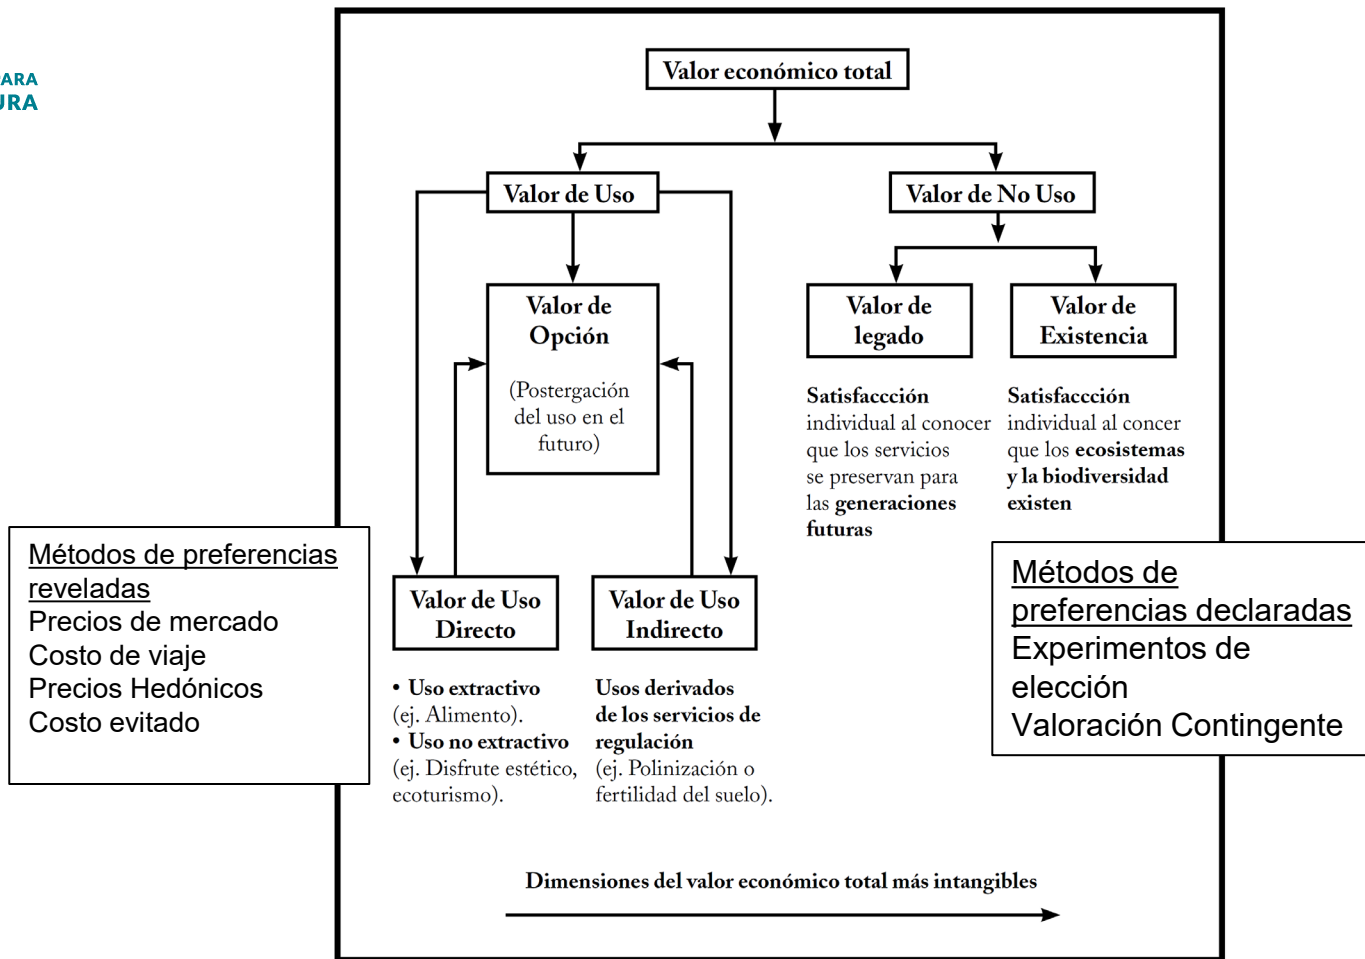 PARA
URA
Valor económico total
Valor de Uso
Valor de No Uso
Valor de
Opción
(Postergación
del uso en el
futuro)
Valor de
legado
Valor de
Existencia
Satisfaccción
individual al conocer
que los servicios
se preservan para
las generaciones
futuras
Satisfaccción
individual al concer
que los ecosistemas
y la biodiversidad
existen
Métodos de preferencias
reveladas
Precios de mercado
Costo de viaje
Precios Hedónicos
Costo evitado
Valor de Uso
Directo
Valor de Uso
Indirecto
Métodos de
preferencias declaradas
Experimentos de
elección
Valoración Contingente
• Uso extractivo
(ej. Alimento).
• Uso no extractivo
(ej. Disfrute estético,
ecoturismo).
Usos derivados
de los servicios de
regulación
(ej. Polinización o
fertilidad del suelo).
Dimensiones del valor económico total más intangibles